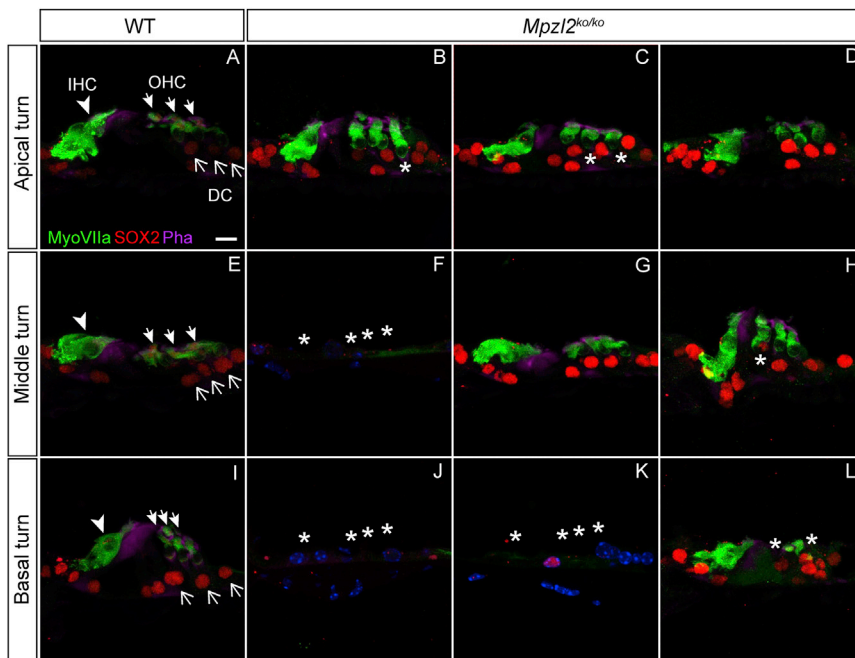 WT
Mpzl2ko/ko
Apical turn
A
IHC
OHC
DC
MyoVIIa SOX2 Pha
B
*
C
* *
D
Middle turn
E
F
* * * *
G
H
*
Basal turn
I
J
* * * *
K
* * * *
L
* *